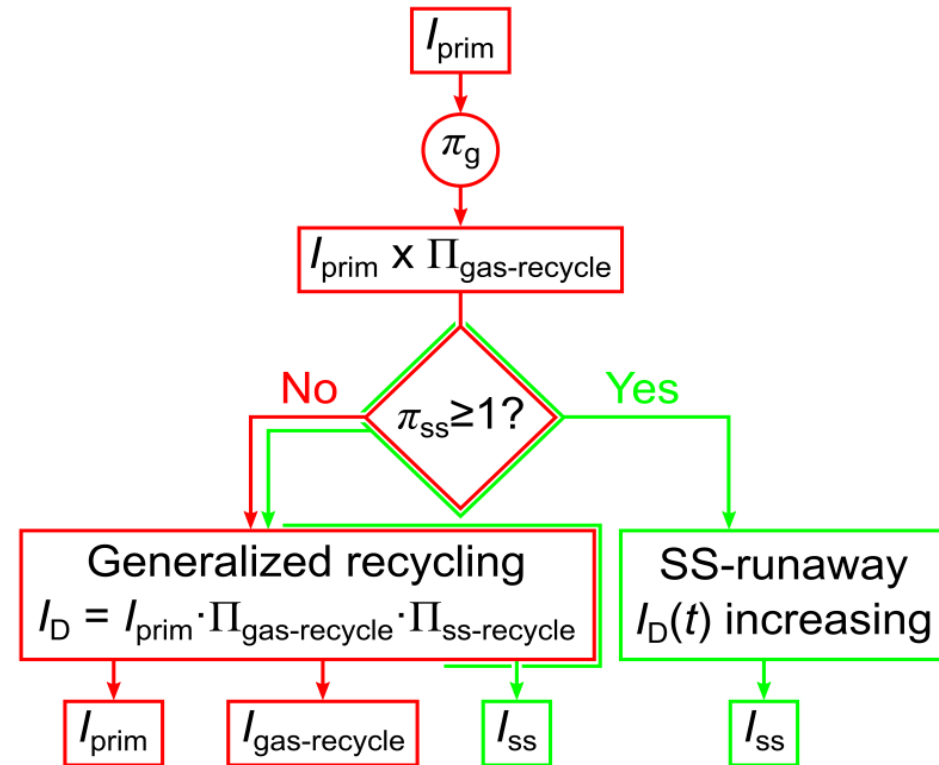 I_prim
π_g
I_prim x Π_gas-recycle
No
Yes
π_ss≥1?
Generalized recycling
I_D = I_prim·Π_gas-recycle·Π_ss-recycle
SS-runaway
I_D(t) increasing
I_prim
I_gas-recycle
I_ss
I_ss